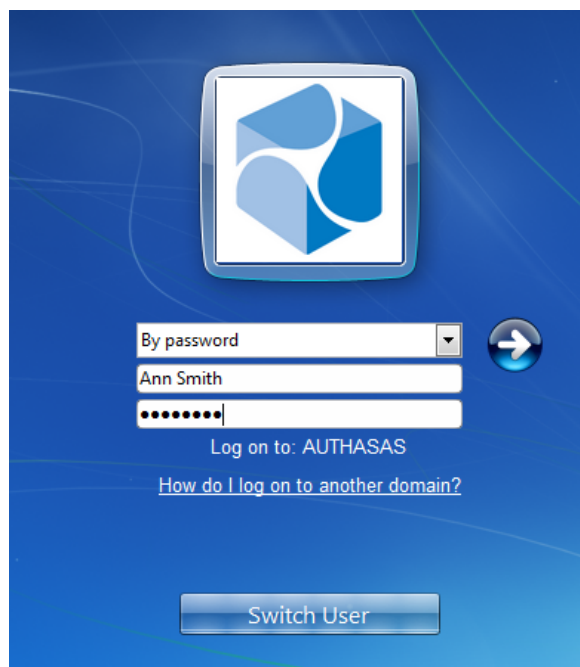 By password
Ann Smith
••••••••
Log on to: AUTHASAS
How do I log on to another domain?
Switch User